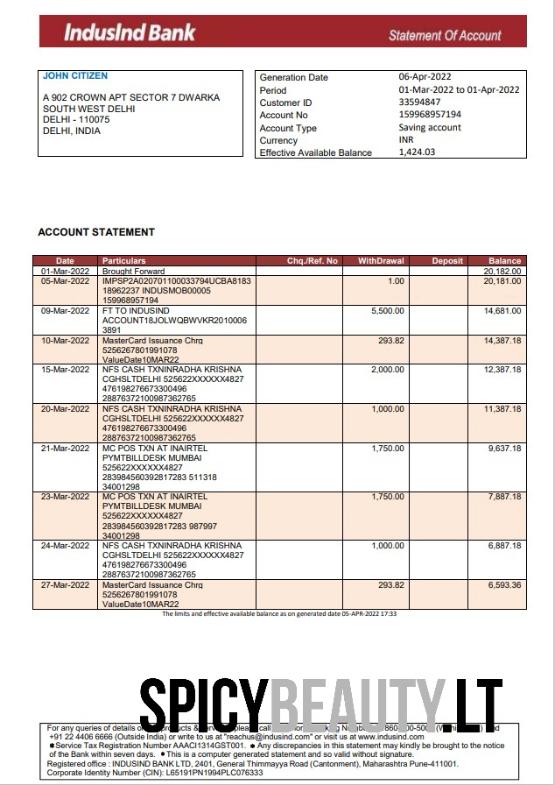 IndusInd Bank
Statement Of Account
JOHN CITIZEN
A 902 CROWN APT SECTOR 7 DWARKA
SOUTH WEST DELHI
DELHI - 110075
DELHI, INDIA
Generation Date 06-Apr-2022
Period 01-Mar-2022 to 01-Apr-2022
Customer ID 33594847
Account No 159968957194
Account Type Saving account
Currency INR
Effective Available Balance 1,424.03
ACCOUNT STATEMENT
Date Particulars Chq./Ref. No WithDrawal Deposit Balance
01-Mar-2022 Brought Forward 20,182.00
05-Mar-2022 IMPSP2A020701100033794UCBA8183 1.00 20,181.00
18962237 INDUSMOB00005
159968957194
09-Mar-2022 FT TO INDUSIND 5,500.00 14,681.00
ACCOUNT18JOLWQBWVKR2010006
3891
10-Mar-2022 MasterCard Issuance Chrg 293.82 14,387.18
5256267801991078
ValueDate10MAR22
15-Mar-2022 NFS CASH TXNINRADHA KRISHNA 2,000.00 12,387.18
CGHSLTDELHI 525622XXXXXX4827
476198276673300496
28876372100987362765
20-Mar-2022 NFS CASH TXNINRADHA KRISHNA 1,000.00 11,387.18
CGHSLTDELHI 525622XXXXXX4827
476198276673300496
28876372100987362765
21-Mar-2022 MC POS TXN AT INAIRTEL 1,750.00 9,637.18
PYMTBILLDESK MUMBAI
525622XXXXXX4827
283984560392817283 511318
34001298
23-Mar-2022 MC POS TXN AT INAIRTEL 1,750.00 7,887.18
PYMTBILLDESK MUMBAI
525622XXXXXX4827
283984560392817283 987997
34001298
24-Mar-2022 NFS CASH TXNINRADHA KRISHNA 1,000.00 6,887.18
CGHSLTDELHI 525622XXXXXX4827
476198276673300496
28876372100987362765
27-Mar-2022 MasterCard Issuance Chrg 293.82 6,593.36
5256267801991078
ValueDate10MAR22
The limits and effective available balance as on generated date 05-APR-2022 17:33
SPICYBEAUTY.LT
For any queries of details o
+91 22 4406 6666 (Outside India) or write to us at "reachus@indusind.com" or visit us at www.indusind.com
✱Service Tax Registration Number AAACI1314GST001. ◆ Any discrepancies in this statement may kindly be brought to the notice
of the Bank within seven days. ◆ This is a computer generated statement and so valid without signature.
Registered office : INDUSIND BANK LTD, 2401, General Thimmayya Road (Cantonment), Maharashtra Pune-411001.
Corporate Identity Number (CIN): L65191PN1994PLC076333